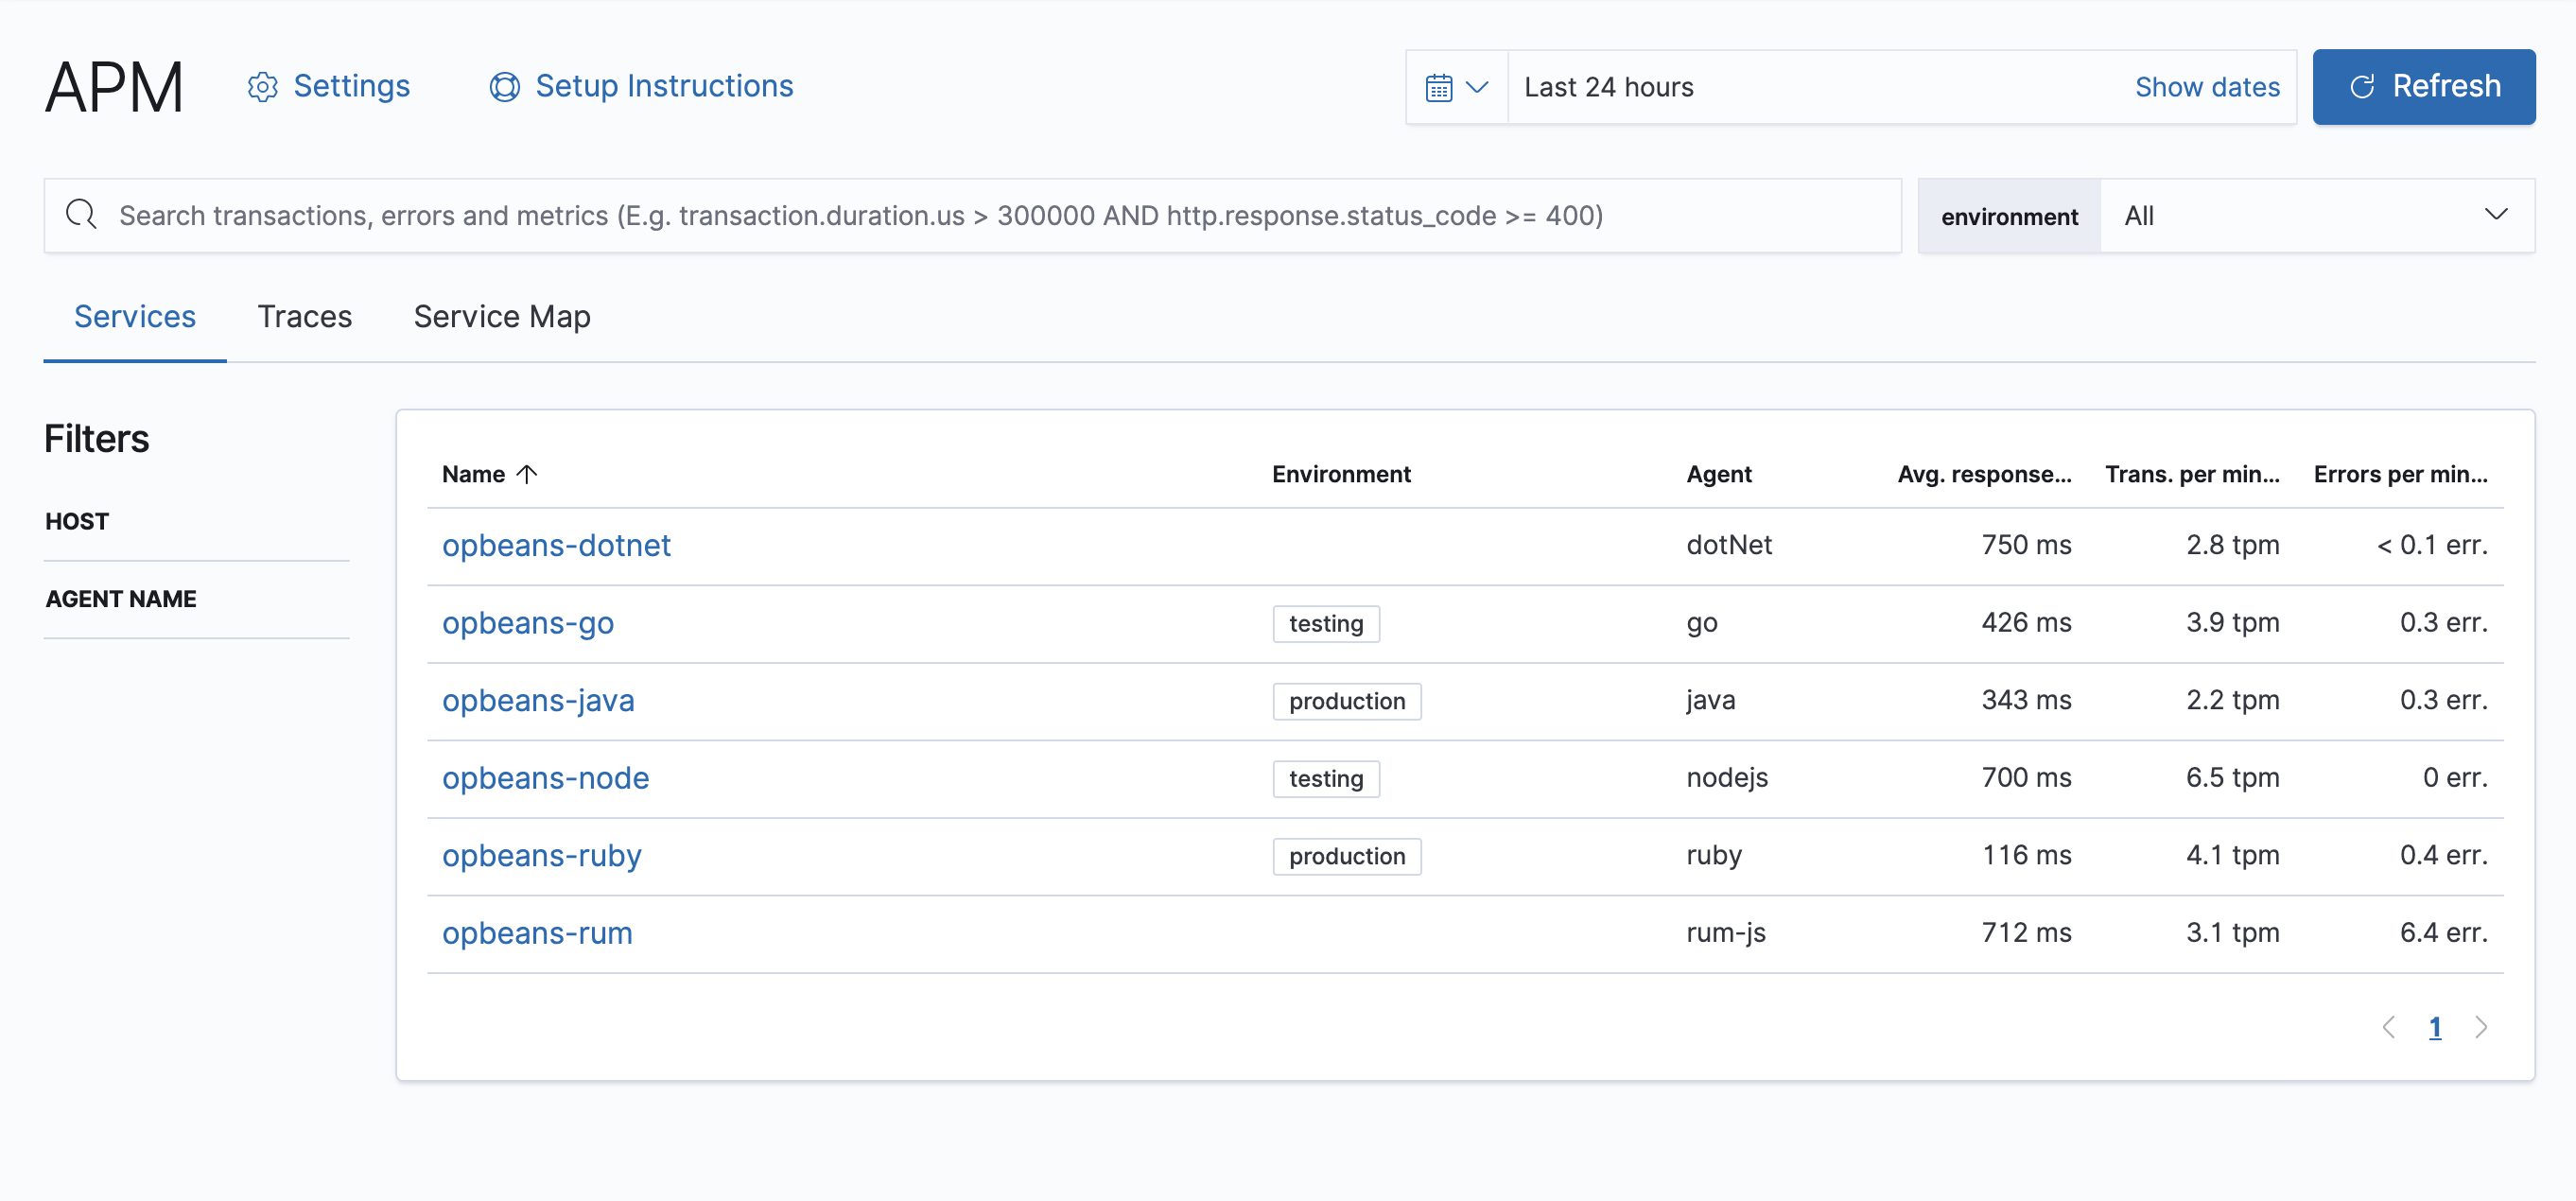 APM Settings Setup Instructions Last 24 hours Show dates Refresh
Search transactions, errors and metrics (E.g. transaction.duration.us > 300000 AND http.response.status_code >= 400) environment All
Services Traces Service Map
Filters
HOST
AGENT NAME
Name Environment Agent Avg. response... Trans. per min... Errors per min...
opbeans-dotnet dotNet 750 ms 2.8 tpm < 0.1 err.
opbeans-go testing go 426 ms 3.9 tpm 0.3 err.
opbeans-java production java 343 ms 2.2 tpm 0.3 err.
opbeans-node testing nodejs 700 ms 6.5 tpm 0 err.
opbeans-ruby production ruby 116 ms 4.1 tpm 0.4 err.
opbeans-rum rum-js 712 ms 3.1 tpm 6.4 err.
1